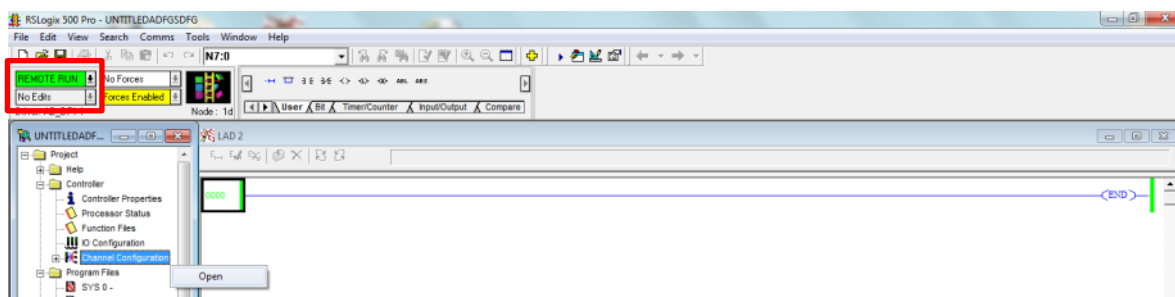 RSLogix 500 Pro - UNTITLEDADFGSDFG
File Edit View Search Comms Tools Window Help
N7:0
REMOTE RUN No Forces
No Edits Forces Enabled
Node : 1d
ABL ABS
User Bit Timer/Counter Input/Output Compare
UNTITLEDADF...
LAD 2
Project
Help
Controller
Controller Properties
Processor Status
Function Files
IO Configuration
Channel Configuration
Program Files
SYS 0 -
Open
0000
END